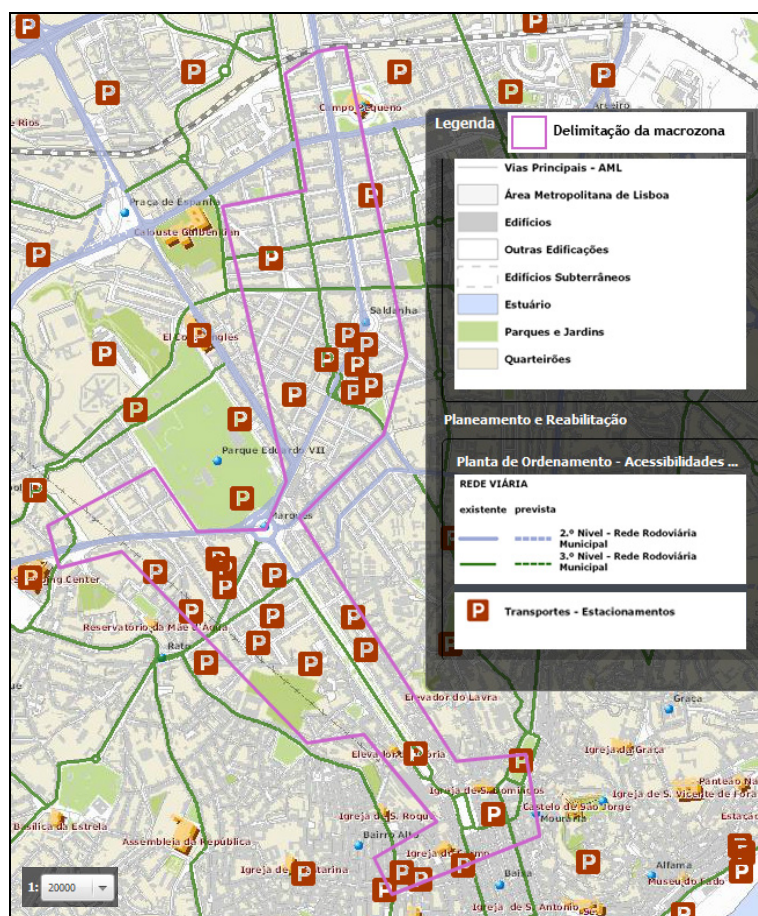 Campo Pequeno
Areeiro
e Rios
Legenda
Delimitação da macrozona
Vias Principais - AML
Área Metropolitana de Lisboa
Edifícios
Outras Edificações
Edifícios Subterrâneos
Estuário
Parques e Jardins
Quarteirões
Praça de Espanha
Calouste Gulbenkian
Saldanha
El Corte Inglés
Planeamento e Reabilitação
Parque Eduardo VII
Planta de Ordenamento - Acessibilidades ...
REDE VIÁRIA
existente prevista
2.º Nível - Rede Rodoviária
Municipal
3.º Nível - Rede Rodoviária
Municipal
Marquês
Shopping Center
Transportes - Estacionamentos
Reservatório da Mãe d'Água
Rato
Elevador do Lavra
Graça
Elevador da Glória
Igreja da Graça
Igreja de S. Domingos
Panteão Na
Igreja de S. Vicente de Fora
Castelo de São Jorge
Igreja de S. Roque
Mouraria
Estação
Basílica da Estrela
Assembleia da República
Bairro Alto
Igreja do Carmo
Igreja de S. Catarina
Baixa
Alfama
Museu do Fado
Igreja de S. Antonio
Sé
1: 20000